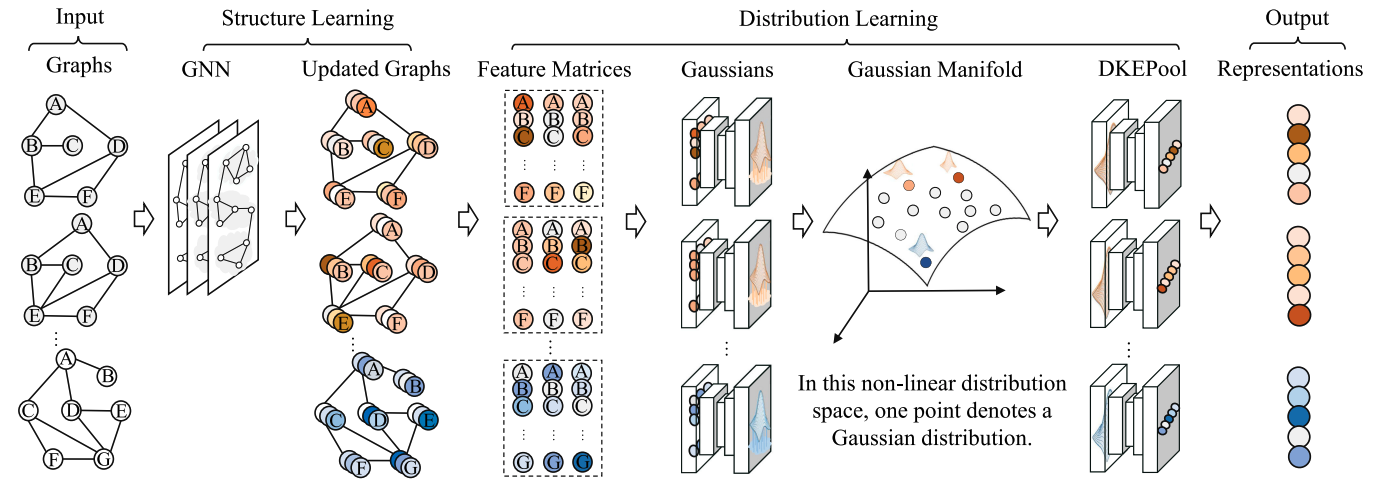 Input
Structure Learning
Distribution Learning
Output
Graphs
GNN
Updated Graphs
Feature Matrices
Gaussians
Gaussian Manifold
DKEPool
Representations
A
B
C
D
E
F
A
B
C
D
E
F
...
A
B
C
D
E
F
G
A
B
C
D
E
F
A
B
C
D
E
F
...
A
B
C
D
E
F
G
A A A
B B B
C C C
... ... ...
F F F
A A A
B B B
C C C
... ... ...
F F F
...
A A A
B B B
C C C
... ... ...
G G G
...
In this non-linear distribution
space, one point denotes a
Gaussian distribution.
...